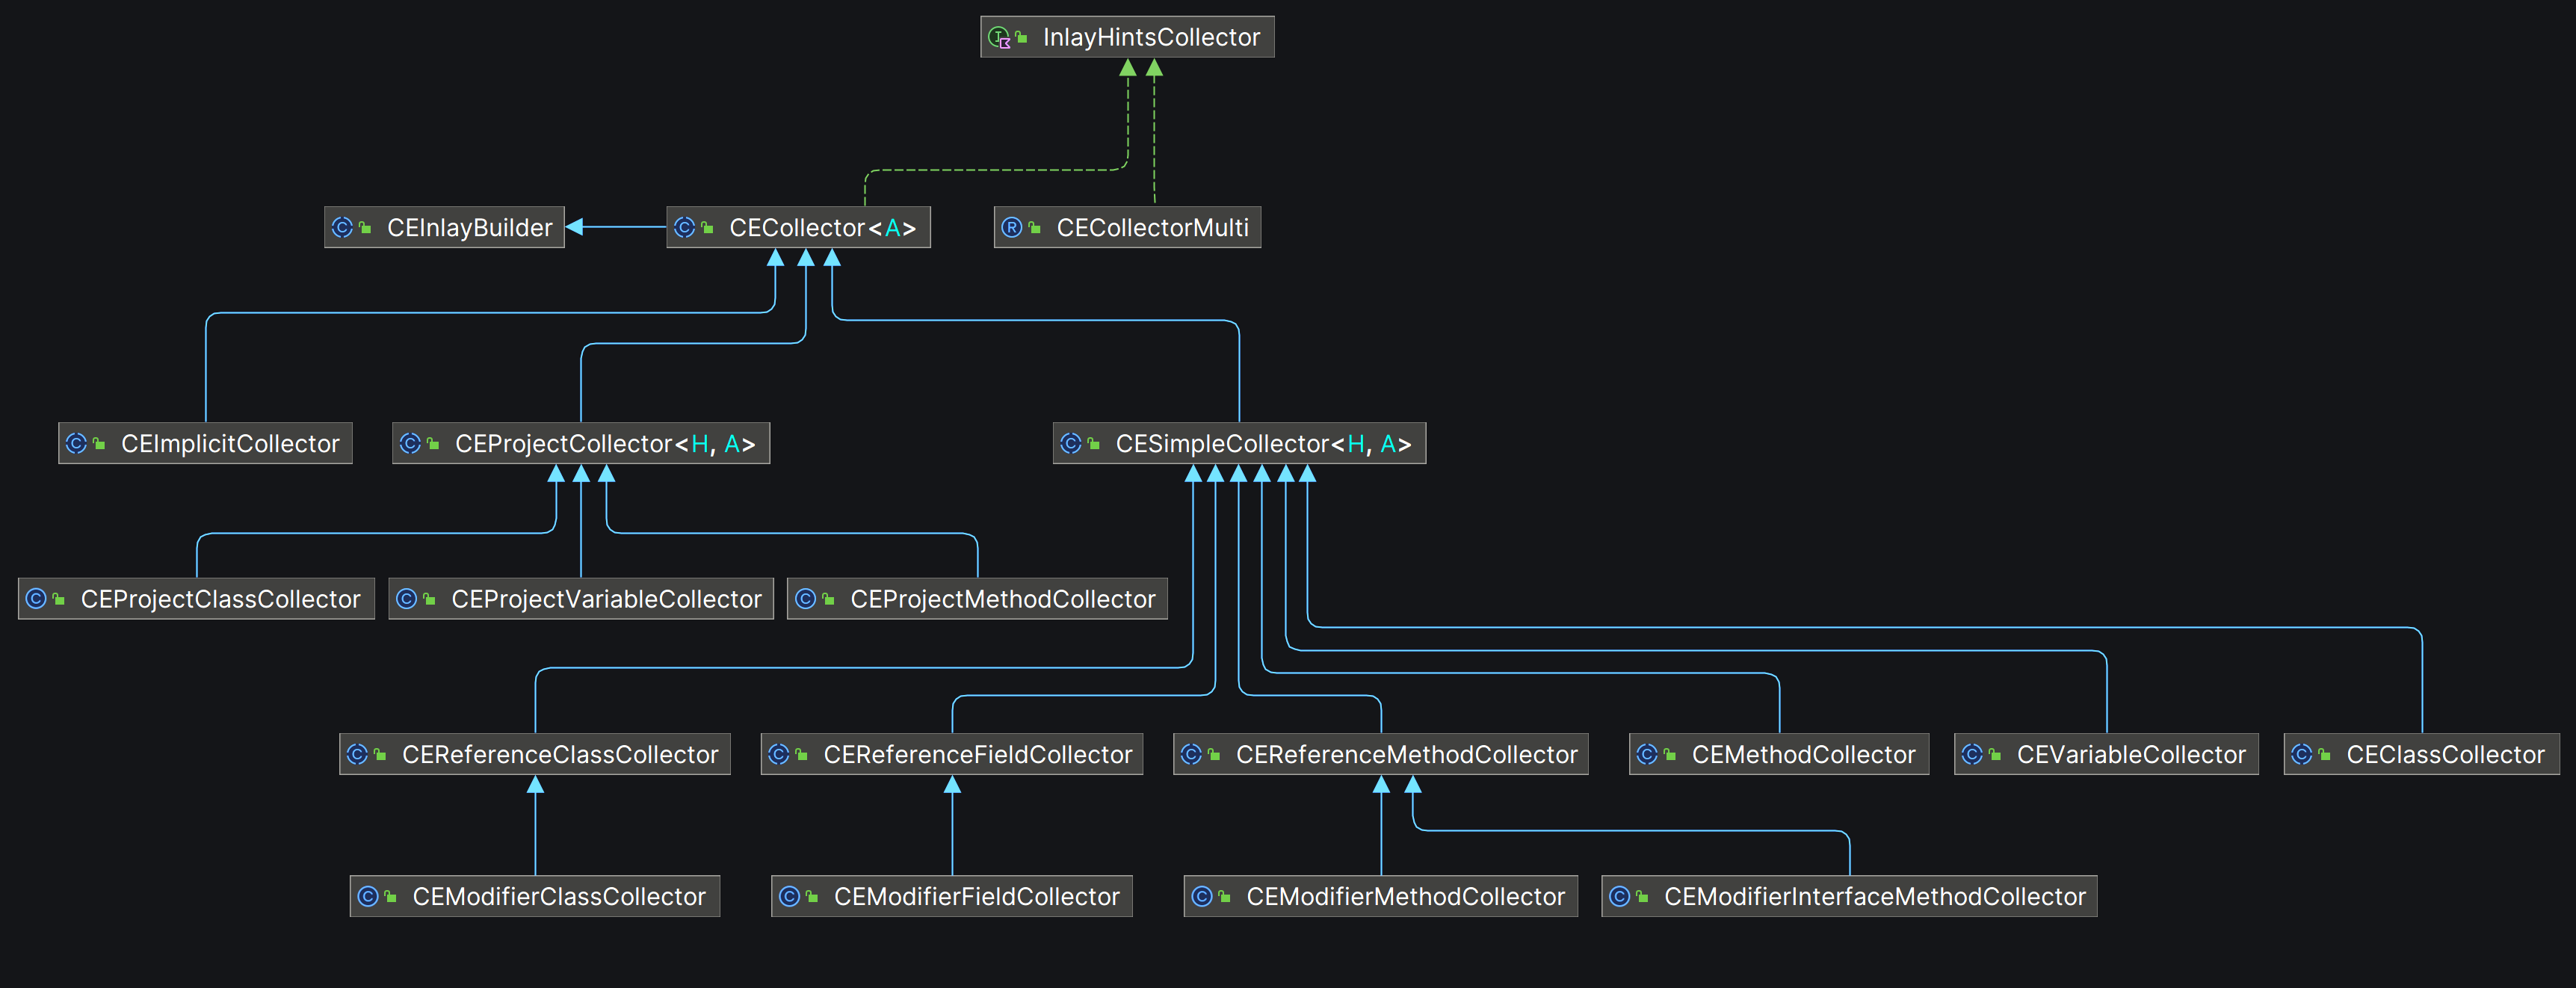 InlayHintsCollector
CEInlayBuilder
CECollector<A>
CECollectorMulti
CEImplicitCollector
CEProjectCollector<H, A>
CESimpleCollector<H, A>
CEProjectClassCollector
CEProjectVariableCollector
CEProjectMethodCollector
CEReferenceClassCollector
CEReferenceFieldCollector
CEReferenceMethodCollector
CEMethodCollector
CEVariableCollector
CEClassCollector
CEModifierClassCollector
CEModifierFieldCollector
CEModifierMethodCollector
CEModifierInterfaceMethodCollector